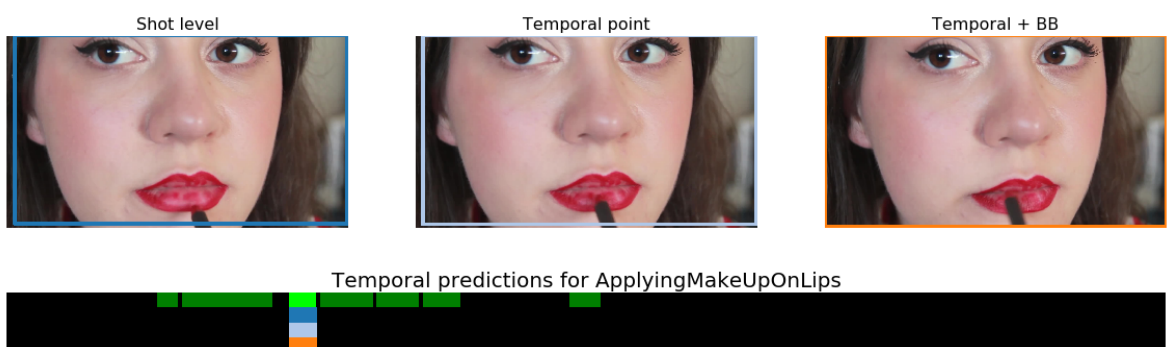 Shot level
Temporal point
Temporal + BB
Temporal predictions for ApplyingMakeUpOnLips